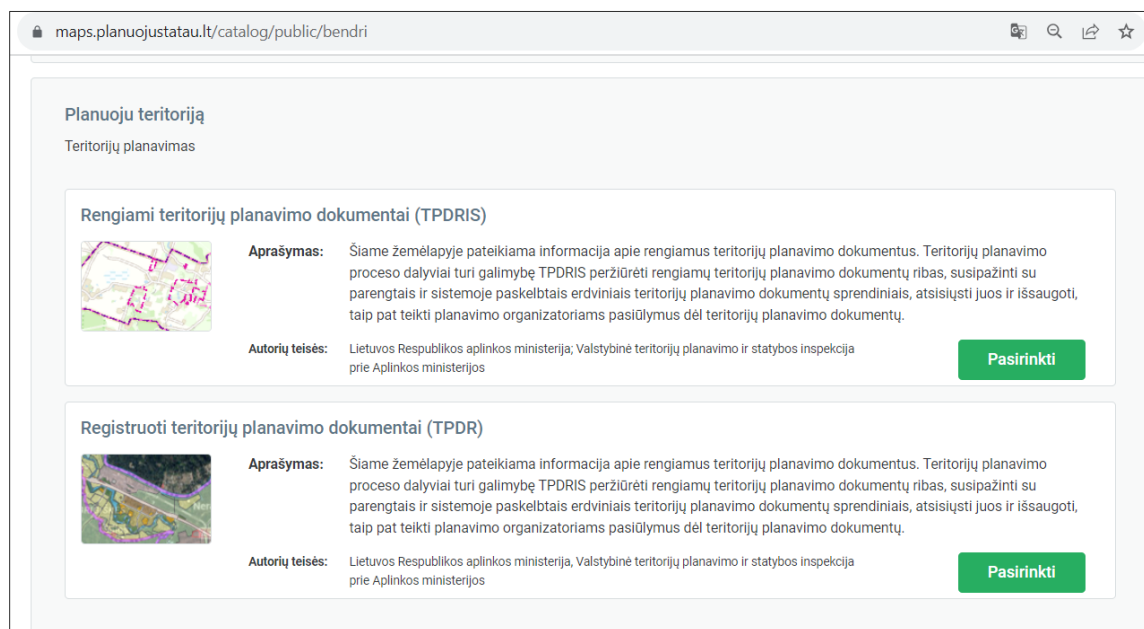 maps.planuojustatau.lt/catalog/public/bendri
Planuoju teritoriją
Teritorijų planavimas
Rengiami teritorijų planavimo dokumentai (TPDRIS)
Aprašymas:
Šiame žemėlapyje pateikiama informacija apie rengiamus teritorijų planavimo dokumentus. Teritorijų planavimo
proceso dalyviai turi galimybę TPDRIS peržiūrėti rengiamų teritorijų planavimo dokumentų ribas, susipažinti su
parengtais ir sistemoje paskelbtais erdviniais teritorijų planavimo dokumentų sprendiniais, atsisiųsti juos ir išsaugoti,
taip pat teikti planavimo organizatoriams pasiūlymus dėl teritorijų planavimo dokumentų.
Autorių teisės:
Lietuvos Respublikos aplinkos ministerija; Valstybinė teritorijų planavimo ir statybos inspekcija
prie Aplinkos ministerijos
Pasirinkti
Registruoti teritorijų planavimo dokumentai (TPDR)
Aprašymas:
Šiame žemėlapyje pateikiama informacija apie rengiamus teritorijų planavimo dokumentus. Teritorijų planavimo
proceso dalyviai turi galimybę TPDRIS peržiūrėti rengiamų teritorijų planavimo dokumentų ribas, susipažinti su
parengtais ir sistemoje paskelbtais erdviniais teritorijų planavimo dokumentų sprendiniais, atsisiųsti juos ir išsaugoti,
taip pat teikti planavimo organizatoriams pasiūlymus dėl teritorijų planavimo dokumentų.
Autorių teisės:
Lietuvos Respublikos aplinkos ministerija, Valstybinė teritorijų planavimo ir statybos inspekcija
prie Aplinkos ministerijos
Pasirinkti